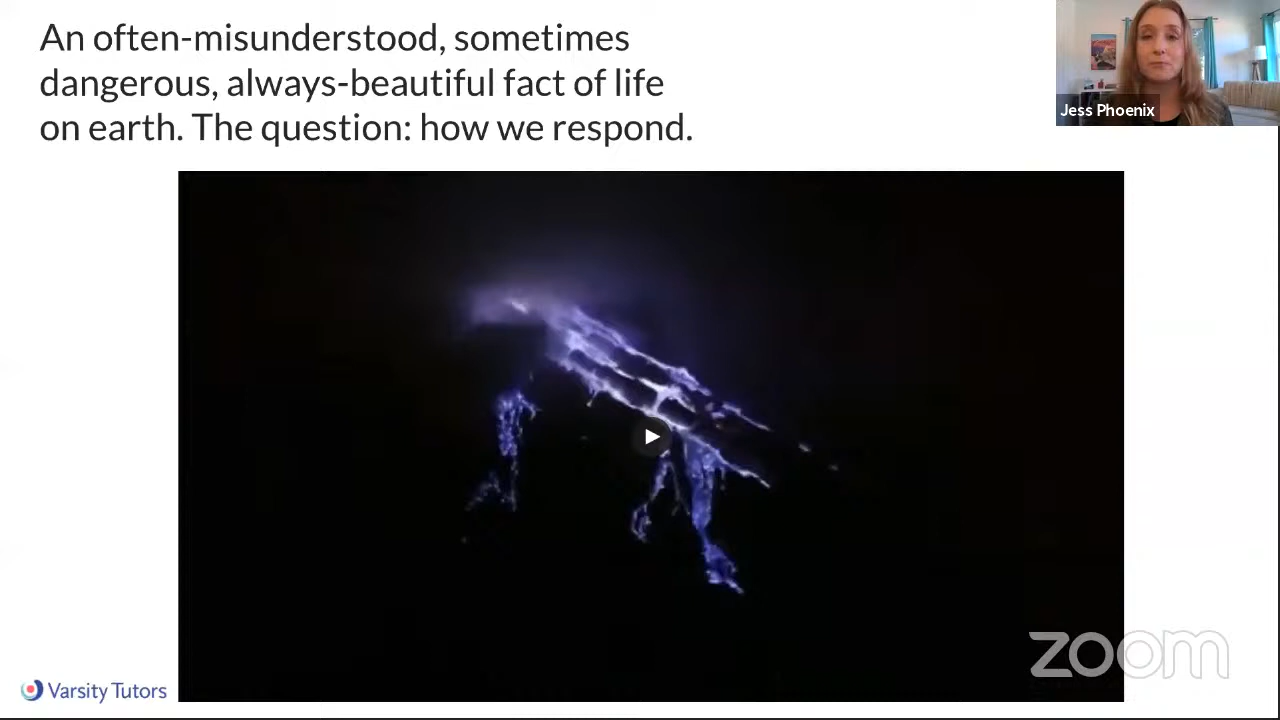 An often-misunderstood, sometimes
dangerous, always-beautiful fact of life
on earth. The question: how we respond.
Jess Phoenix
zoom
Varsity Tutors